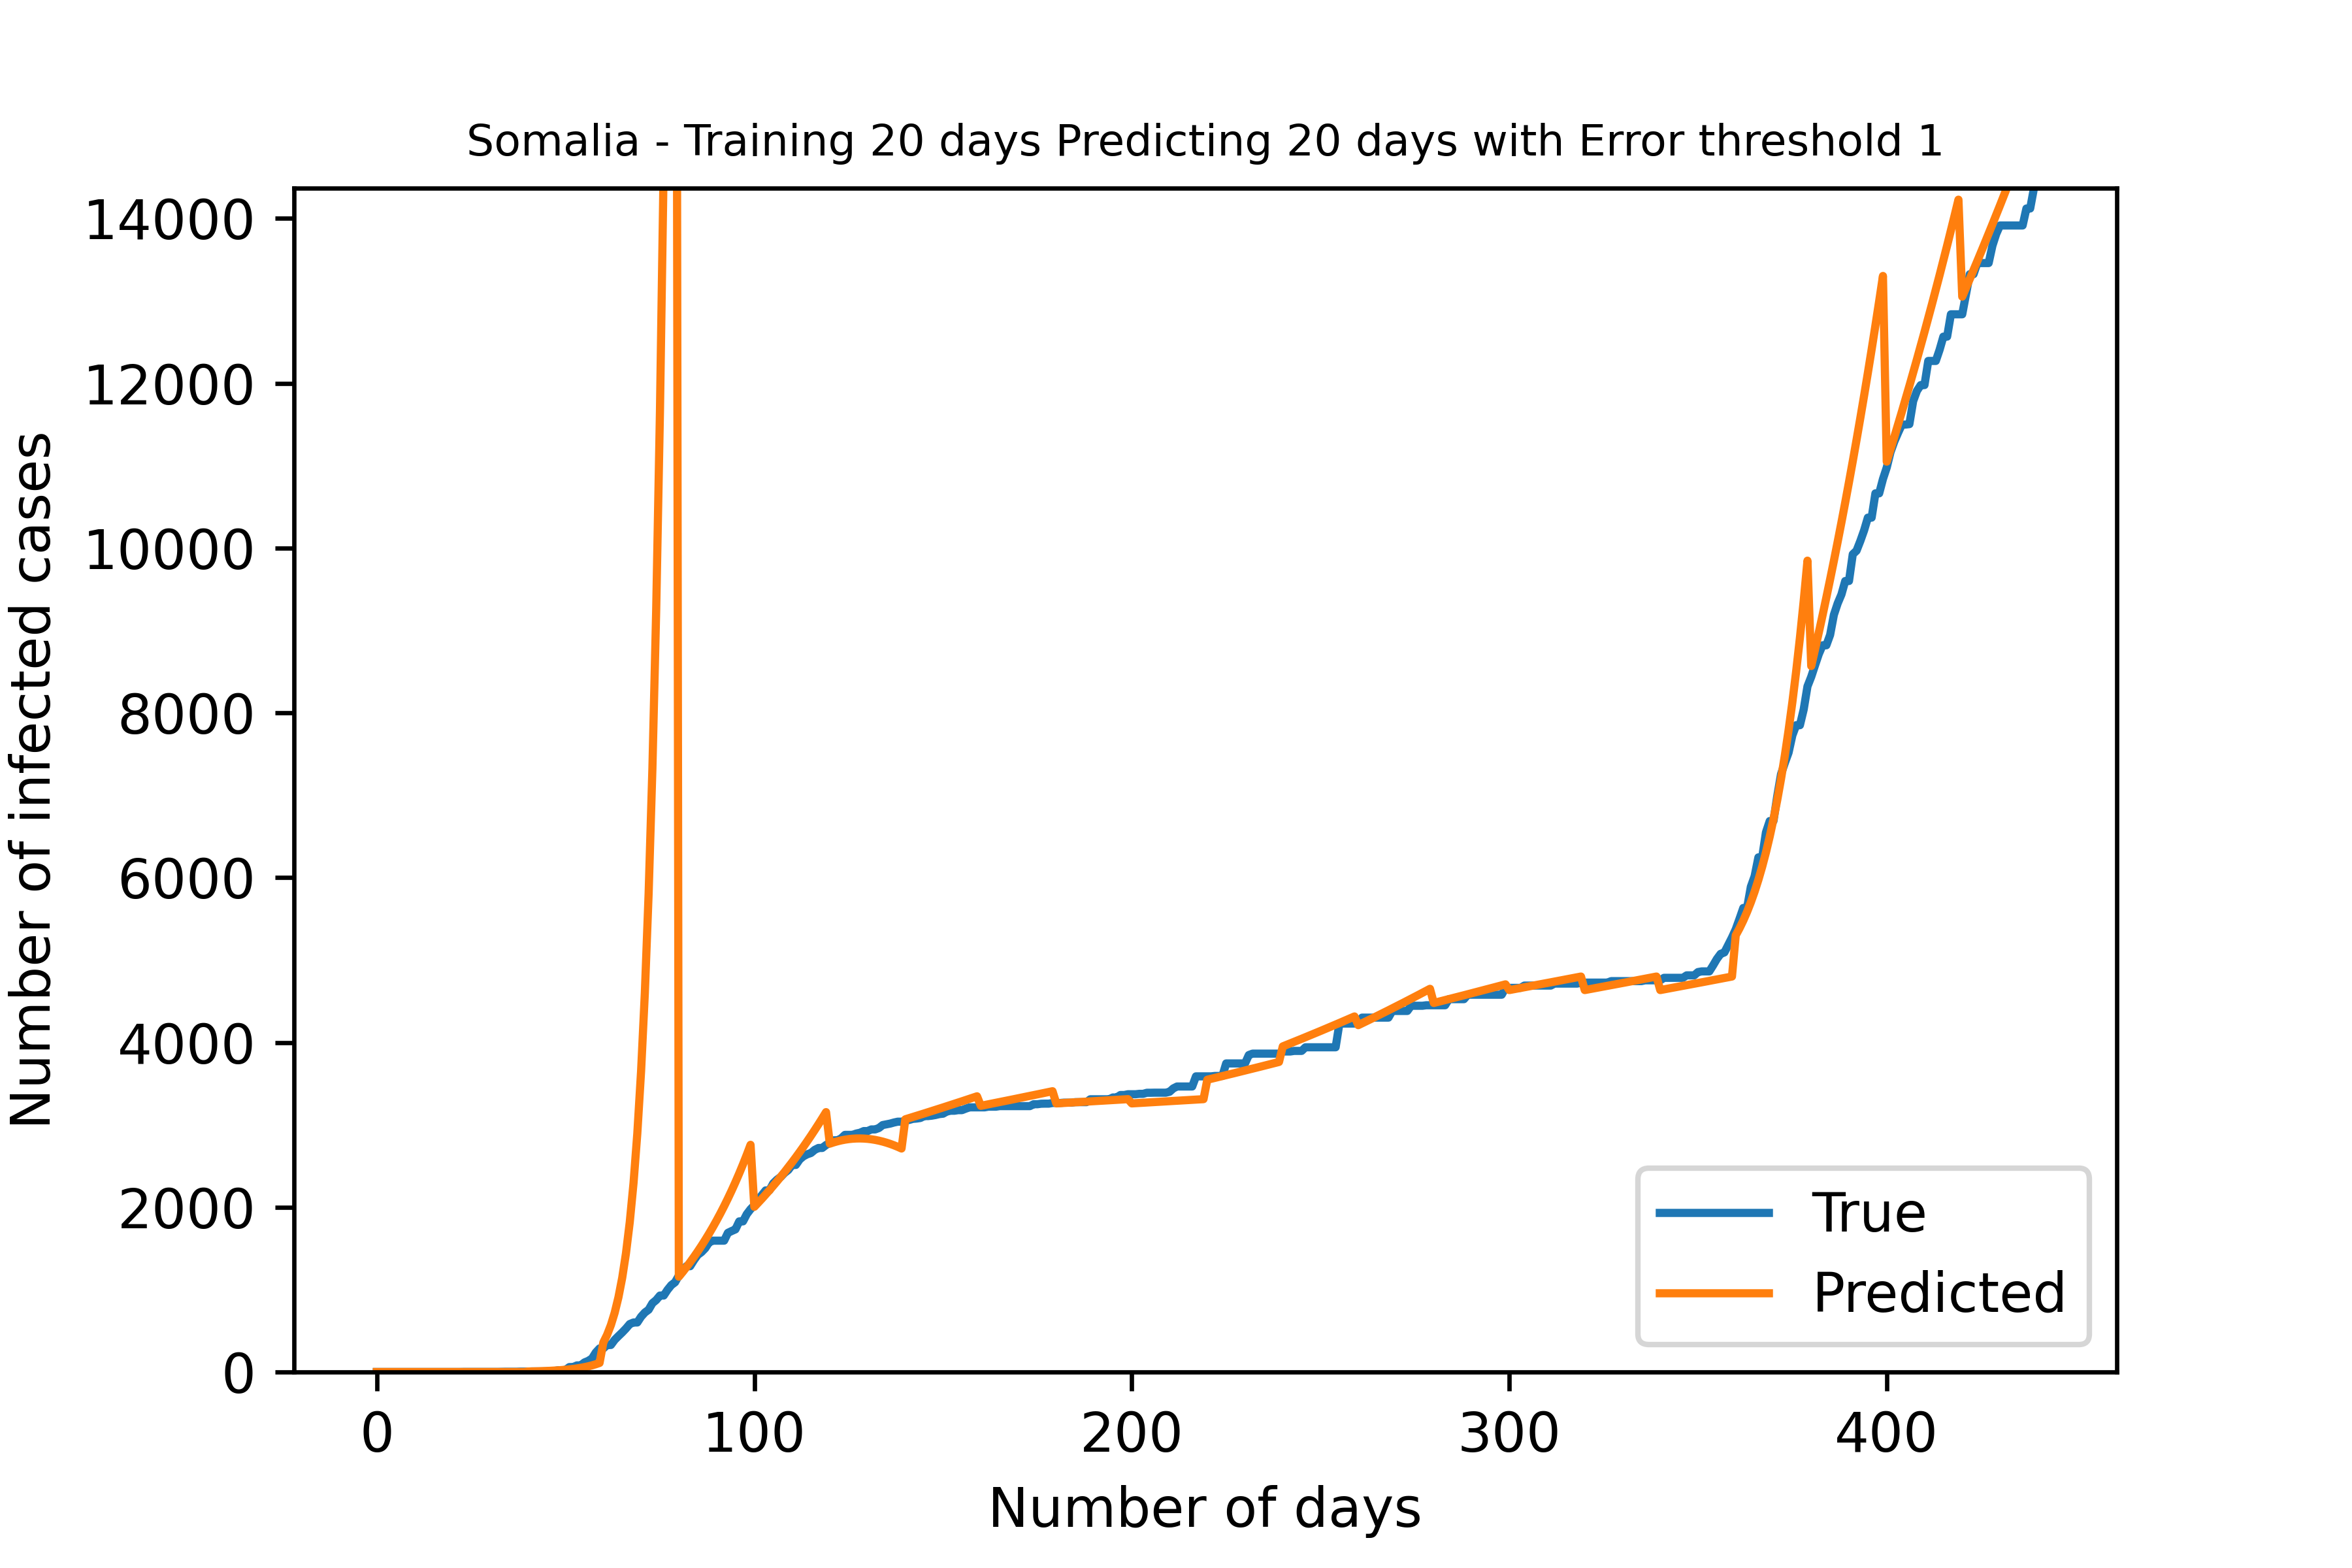 Somalia - Training 20 days Predicting 20 days with Error threshold 1
14000
12000
10000
8000
6000
4000
2000
0
Number of infected cases
True
Predicted
0 100 200 300 400
Number of days